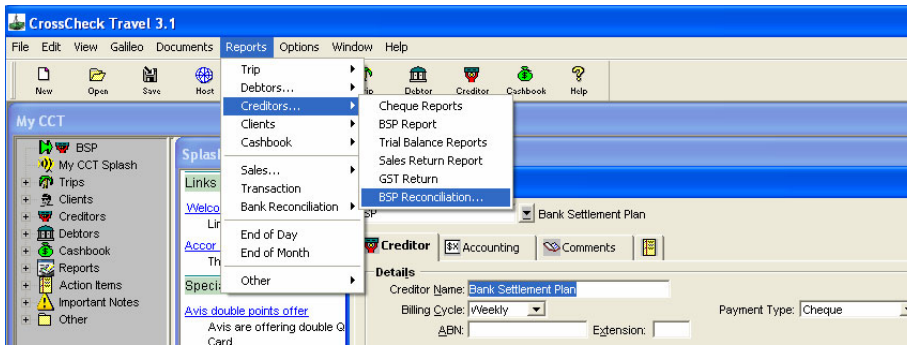 CrossCheck Travel 3.1
File Edit View Galileo Documents Reports Options Window Help
New Open Save Host Debtor Creditor Cashbook Help
Trip
Debtors...
Creditors...
Clients
Cashbook
Sales...
Transaction
Bank Reconciliation
End of Day
End of Month
Other
Cheque Reports
BSP Report
Trial Balance Reports
Sales Return Report
GST Return
BSP Reconciliation...
My CCT
BSP
My CCT Splash
Trips
Clients
Creditors
Debtors
Cashbook
Reports
Action Items
Important Notes
Other
Links
Accor
Avis double points offer
Avis are offering double
Card
Bank Settlement Plan
Creditor Accounting Comments
Details
Creditor Name: Bank Settlement Plan
Billing Cycle: Weekly Payment Type: Cheque
ABN: Extension: